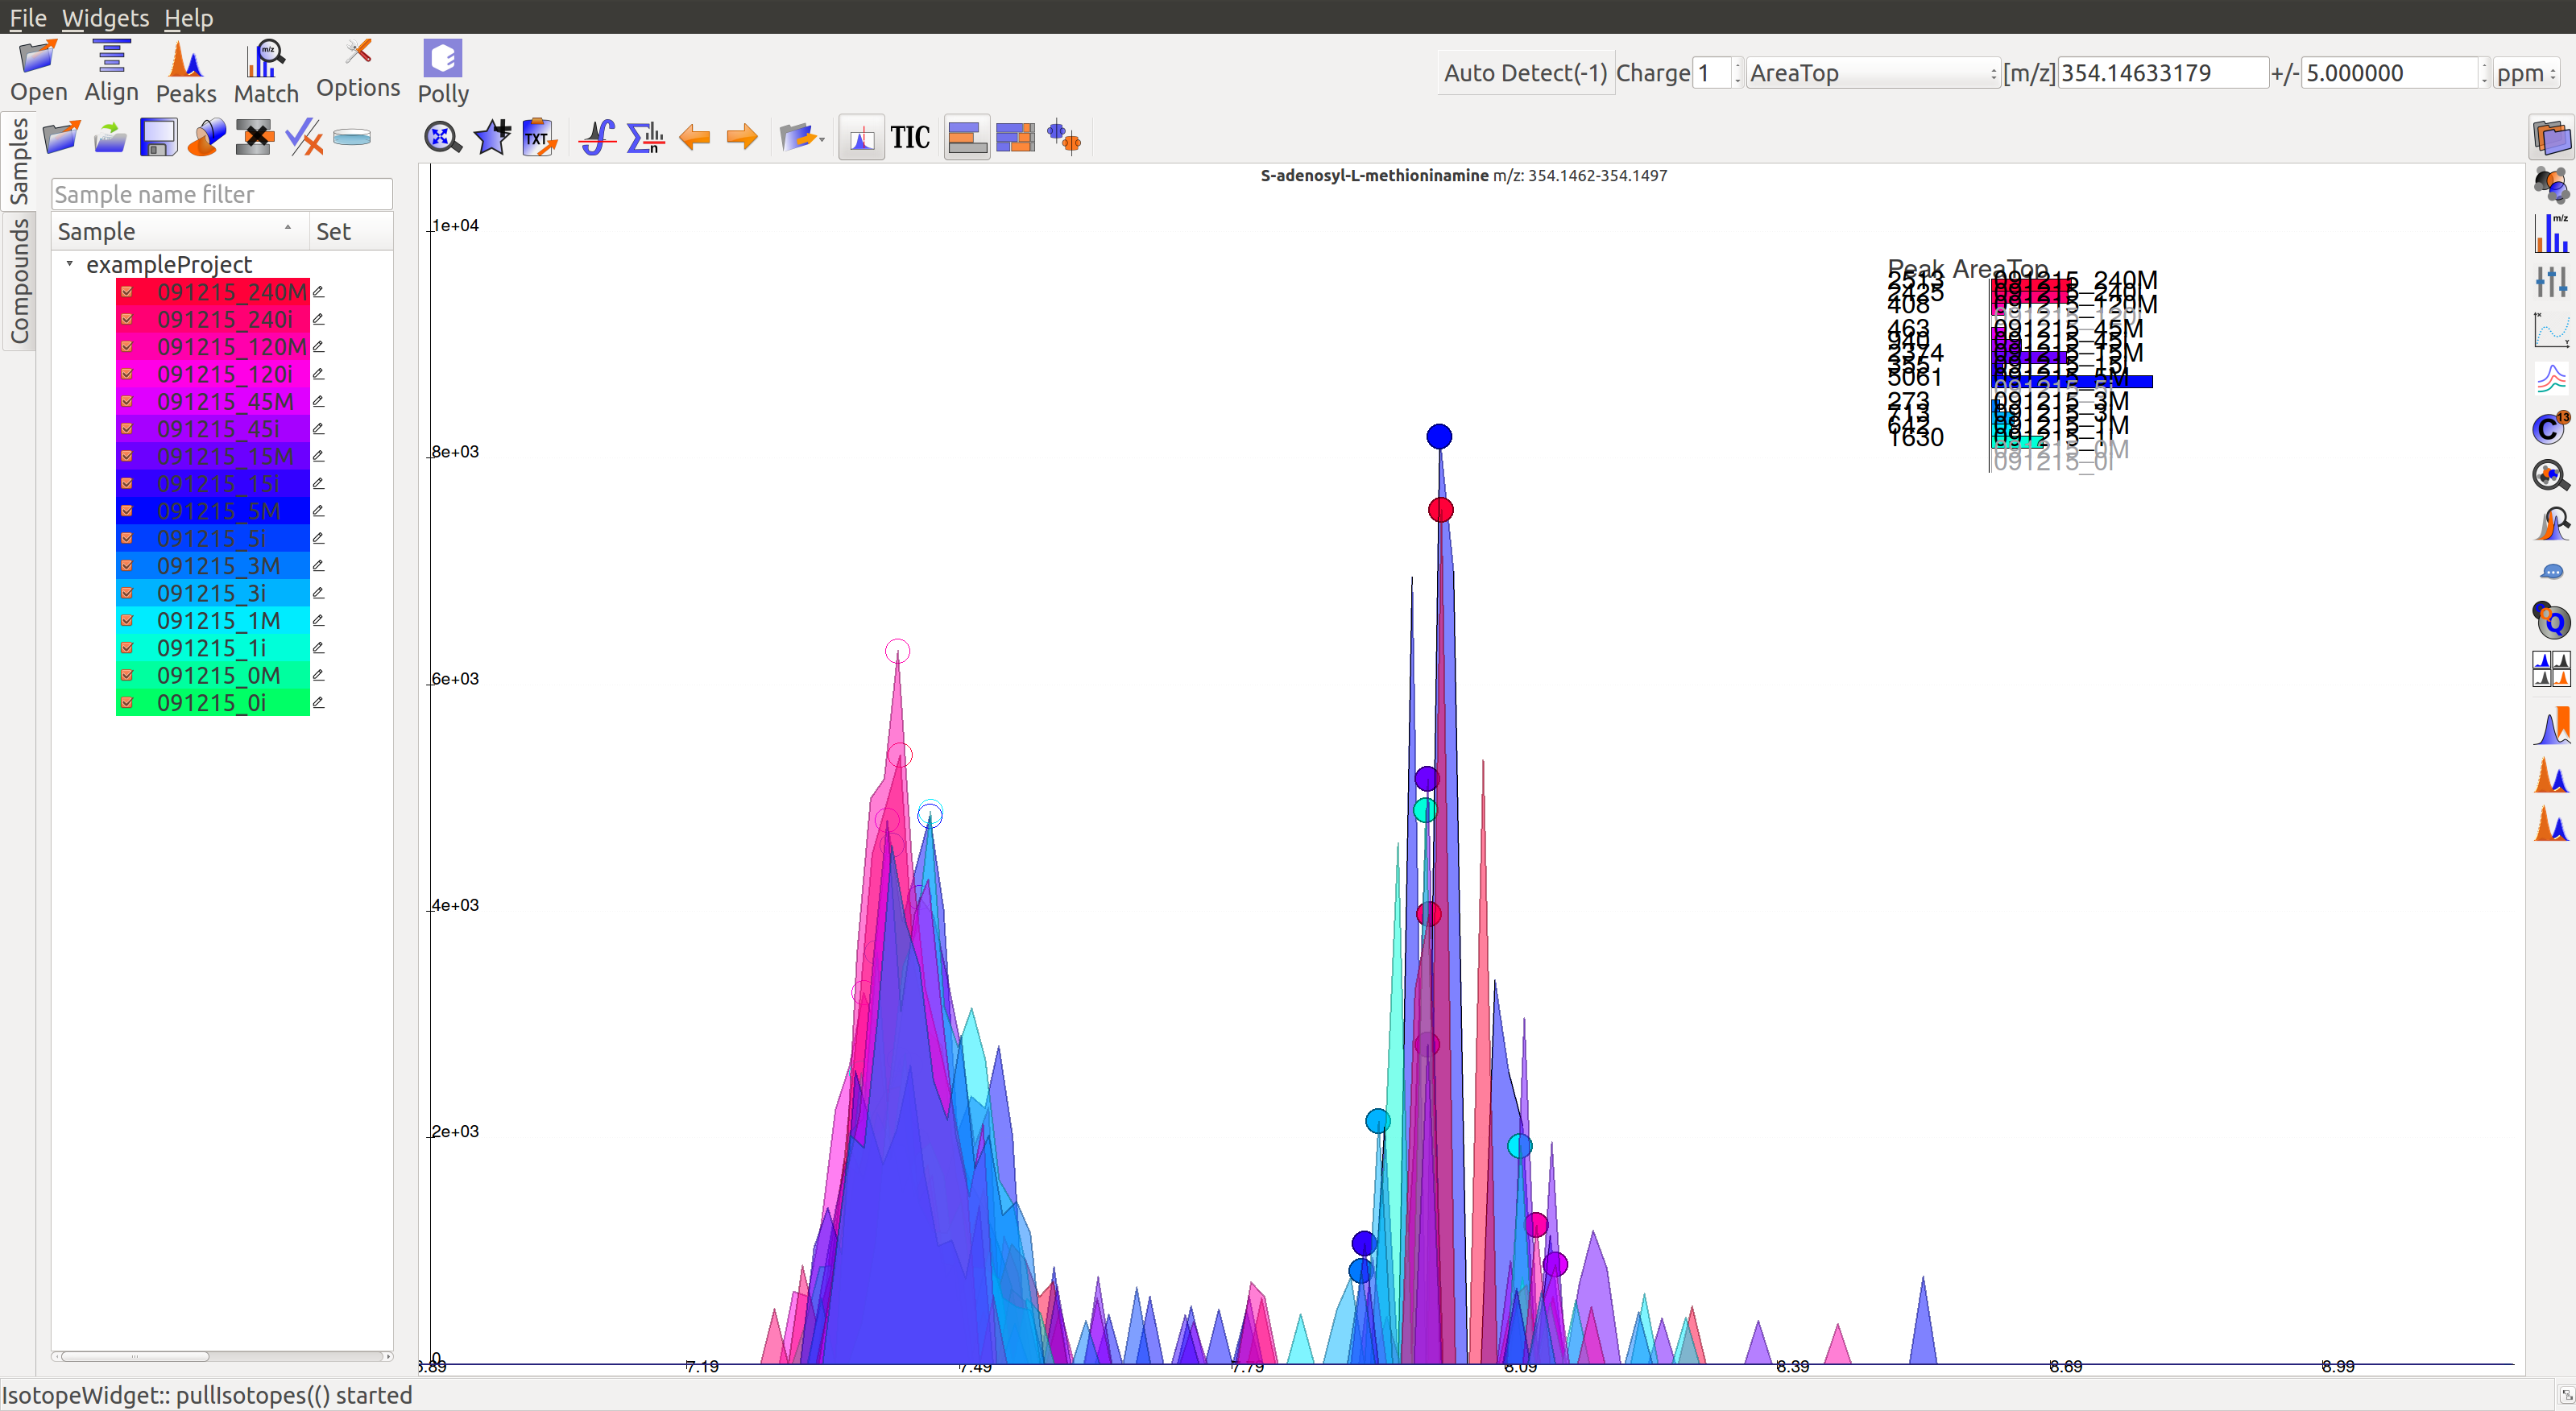 File Widgets Help
Open Align Peaks Match Options Polly
Auto Detect(-1) Charge 1 AreaTop [m/z] 354.14633179 +/- 5.000000 ppm
Samples
Compounds
TXT TIC
Sample name filter
Sample Set
exampleProject
091215_240M
091215_240i
091215_120M
091215_120i
091215_45M
091215_45i
091215_15M
091215_15i
091215_5M
091215_5i
091215_3M
091215_3i
091215_1M
091215_1i
091215_0M
091215_0i
S-adenosyl-L-methioninamine m/z: 354.1462-354.1497
1e+04
8e+03
6e+03
4e+03
2e+03
0
Peak AreaTop
2513 091215_240M
2425 091215_240i
408 091215_120M
091215_120i
463 091215_45M
940 091215_45i
2374 091215_15M
355 091215_15i
5061 091215_5M
091215_5i
273 091215_3M
713 091215_3i
642 091215_1M
1630
091215_0M
091215_0i
6.89 7.19 7.49 7.79 8.09 8.39 8.69 8.99
IsotopeWidget:: pullIsotopes(() started